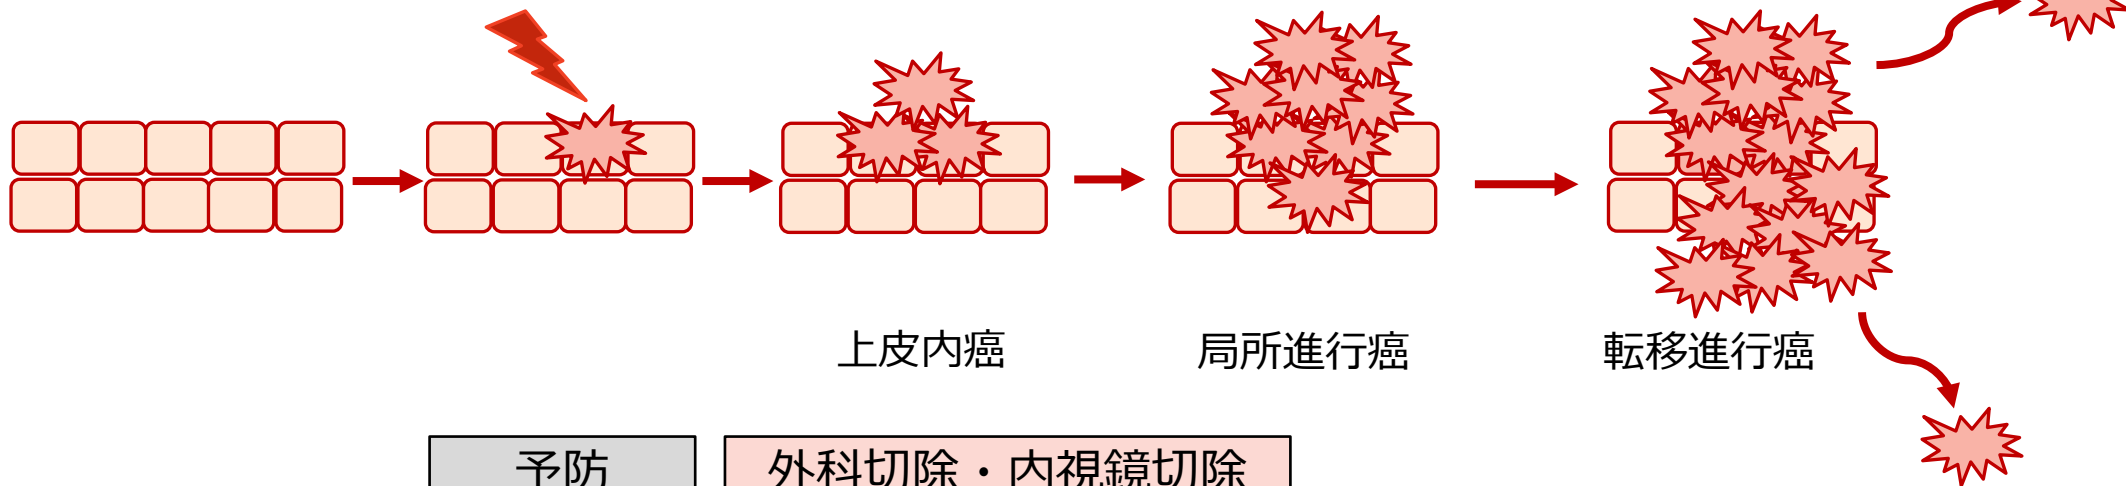 上皮内癌
局所進行癌
転移進行癌
予防
外科切除・内視鏡切除